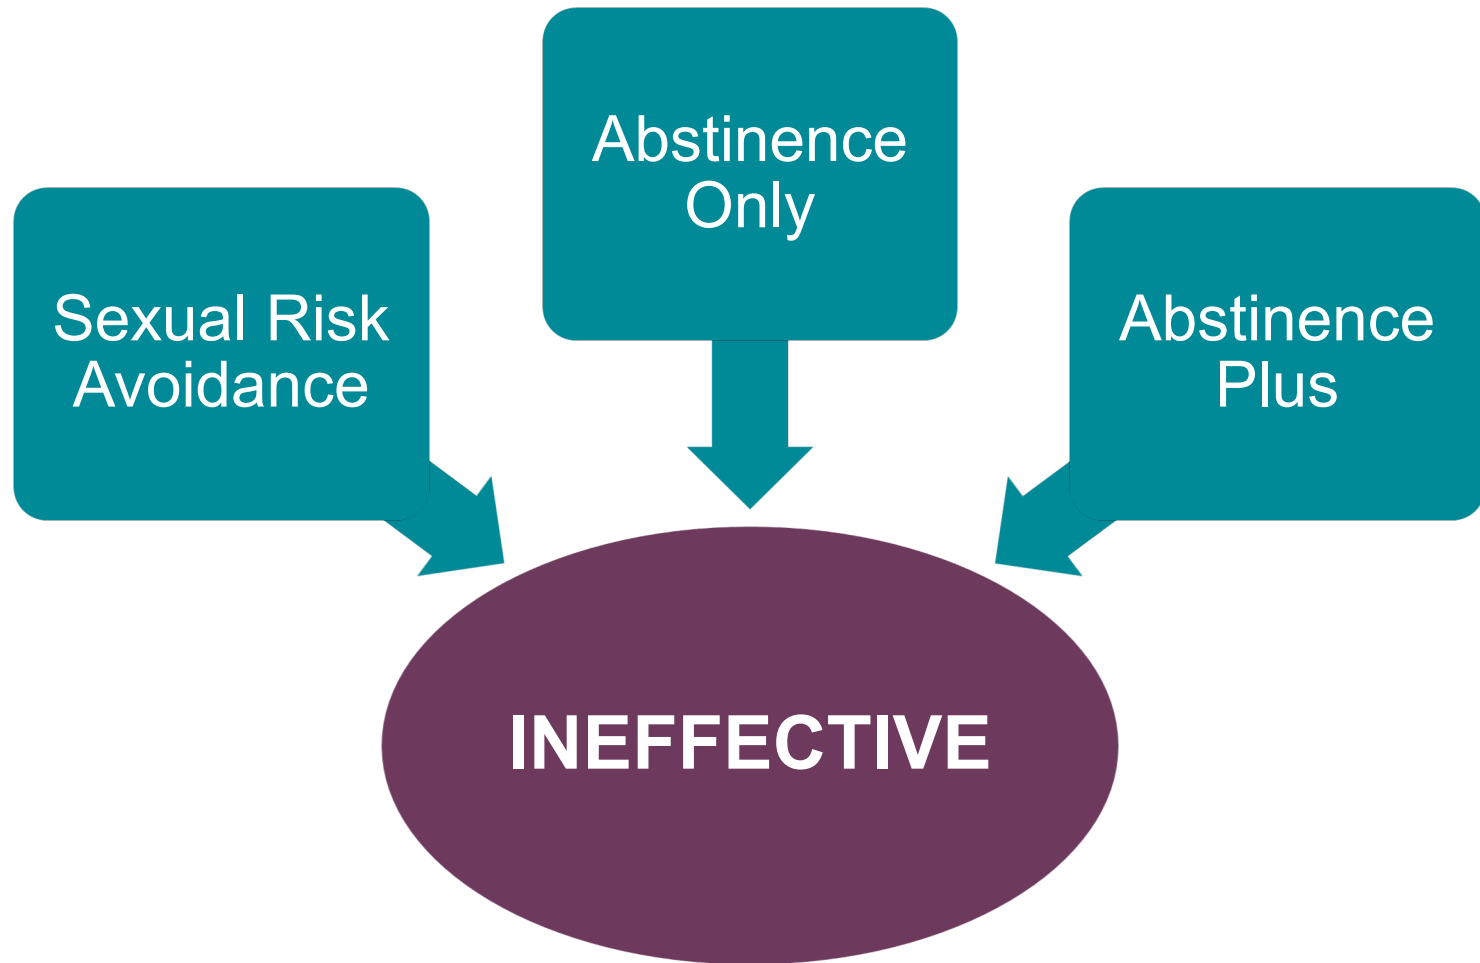 Sexual Risk
Avoidance
Abstinence
Only
Abstinence
Plus
INEFFECTIVE